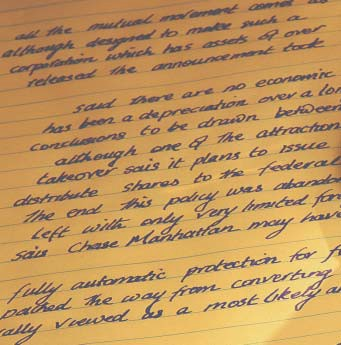 all the mutual movement comes as
although designed to make such a
corporation which has assets of over
released the announcement took
said there are no economic
has been a depreciation over a lon
conclusions to be drawn between
although one of the attraction
takeover said it plans to issue
distribute shares to the federal
The end this policy was abandon
left with only very limited for
said Chase Manhattan may have
fully automatic protection for f
paved the way from converting
ally viewed as a most likely a